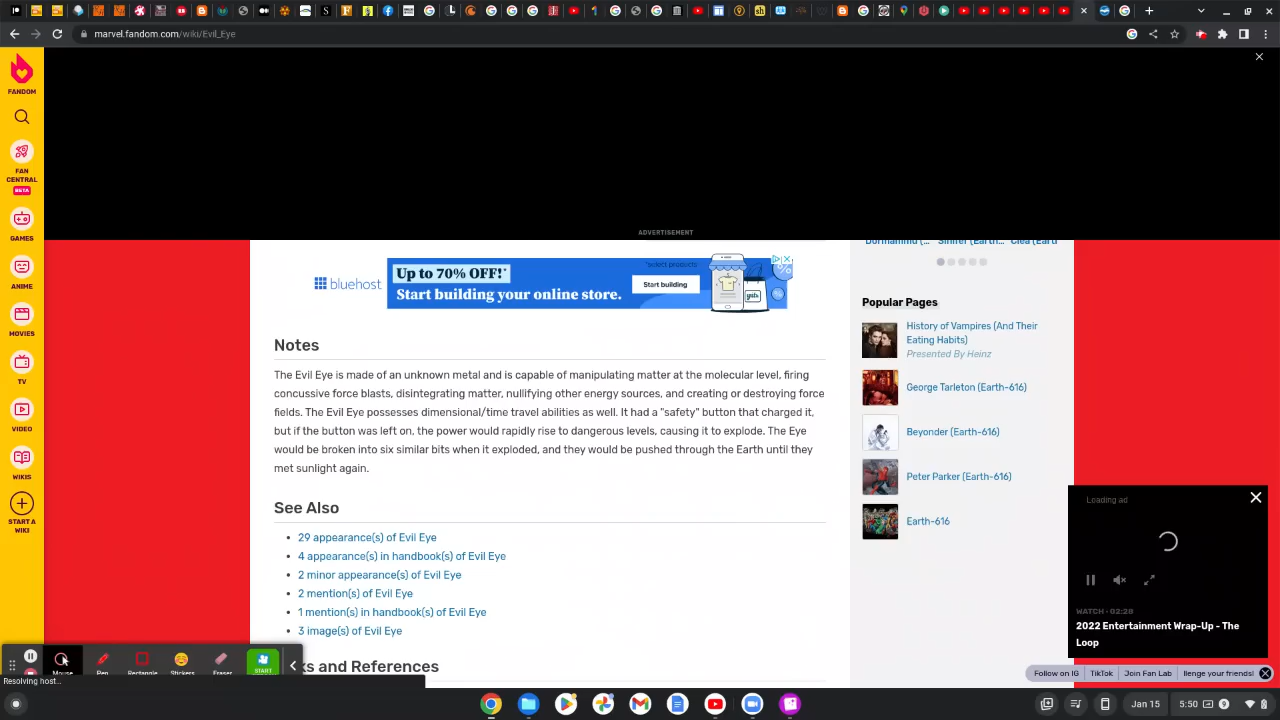 marvel.fandom.com/wiki/Evil_Eye
FANDOM
FAN
CENTRAL
BETA
GAMES
ANIME
MOVIES
TV
VIDEO
WIKIS
START A
WIKI
ADVERTISEMENT
bluehost
Up to 70% OFF!*
*select products
Start building your online store.
Start building
gifts
Notes
The Evil Eye is made of an unknown metal and is capable of manipulating matter at the molecular level, firing
concussive force blasts, disintegrating matter, nullifying other energy sources, and creating or destroying force
fields. The Evil Eye possesses dimensional/time travel abilities as well. It had a "safety" button that charged it,
but if the button was left on, the power would rapidly rise to dangerous levels, causing it to explode. The Eye
would be broken into six similar bits when it exploded, and they would be pushed through the Earth until they
met sunlight again.
See Also
29 appearance(s) of Evil Eye
4 appearance(s) in handbook(s) of Evil Eye
2 minor appearance(s) of Evil Eye
2 mention(s) of Evil Eye
1 mention(s) in handbook(s) of Evil Eye
3 image(s) of Evil Eye
ks and References
Dormammu (... Sinifer (Earth... Clea (Eart
Popular Pages
History of Vampires (And Their
Eating Habits)
Presented By Heinz
George Tarleton (Earth-616)
Beyonder (Earth-616)
Peter Parker (Earth-616)
Earth-616
Loading ad
WATCH • 02:28
2022 Entertainment Wrap-Up - The
Loop
Follow on IG
TikTok
Join Fan Lab
llenge your friends!
Mouse
Pen
Rectangle
Stickers
Eraser
START
Resolving host...
Jan 15
5:50